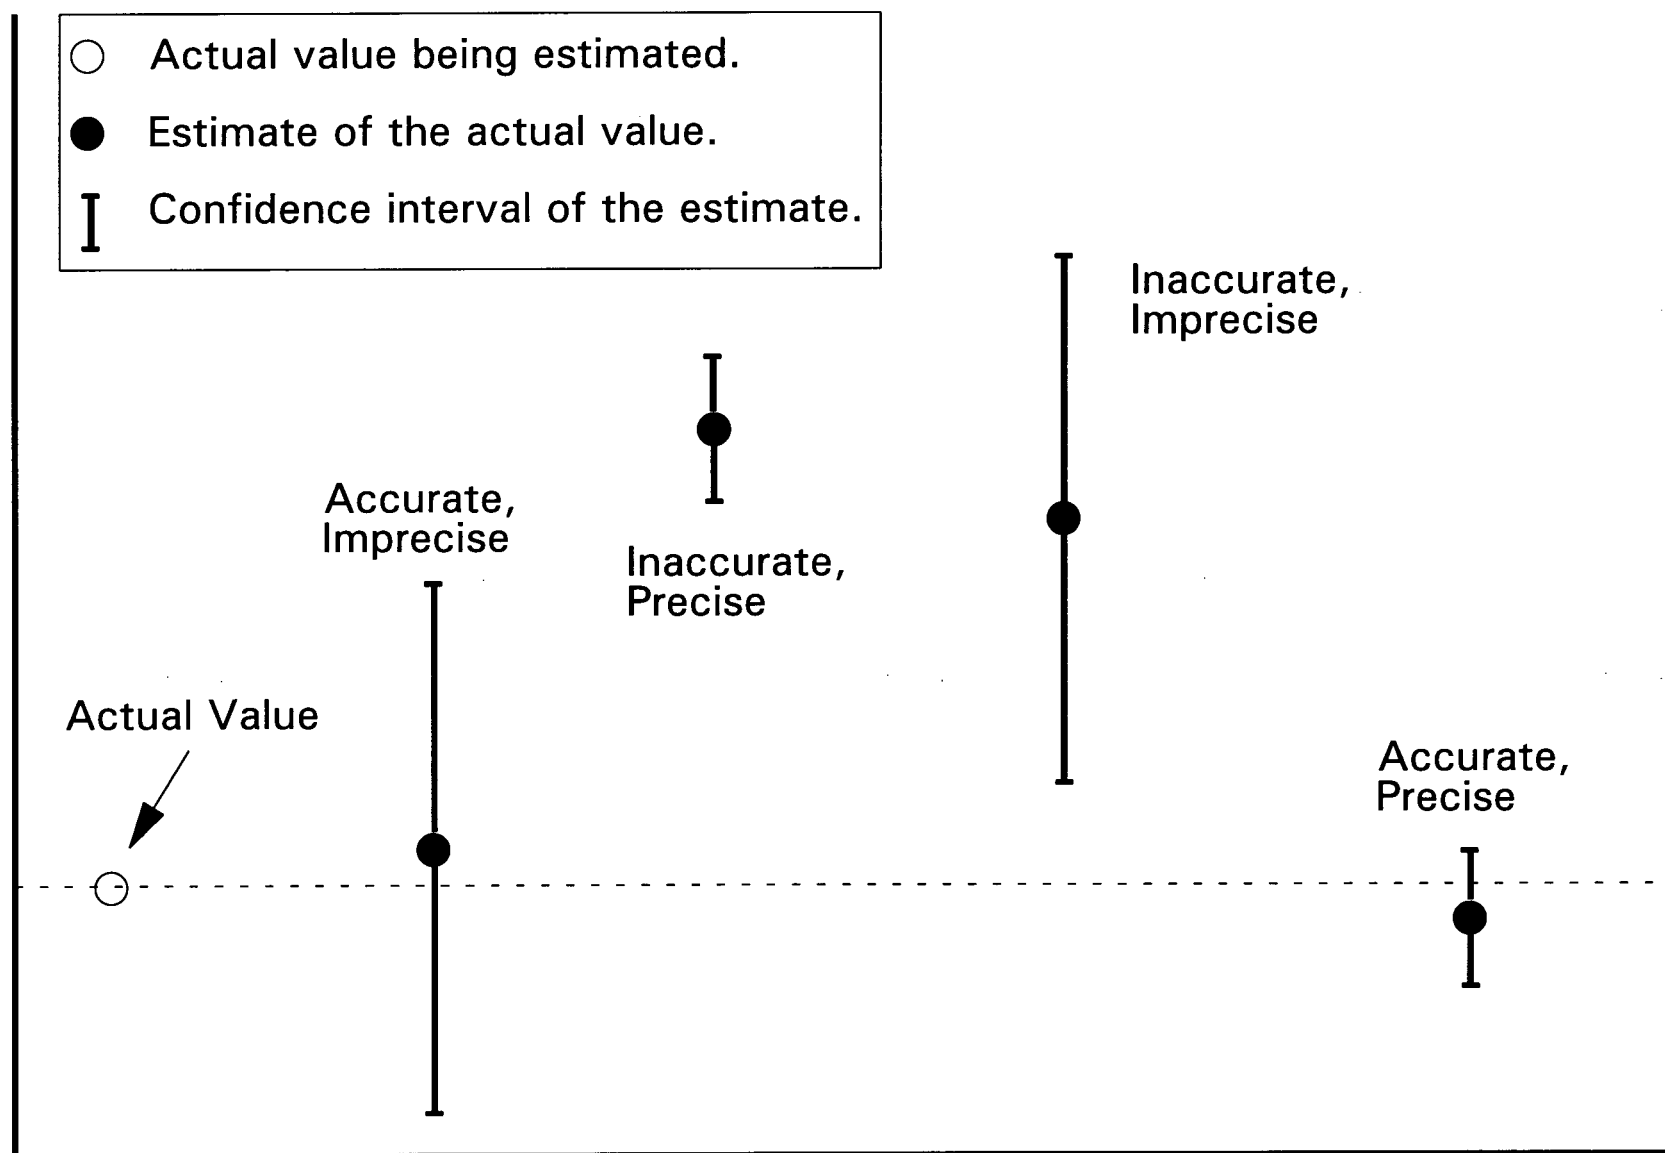 Actual value being estimated.
Estimate of the actual value.
Confidence interval of the estimate.
Inaccurate,
Imprecise
Accurate,
Imprecise
Inaccurate,
Precise
Actual Value
Accurate,
Precise